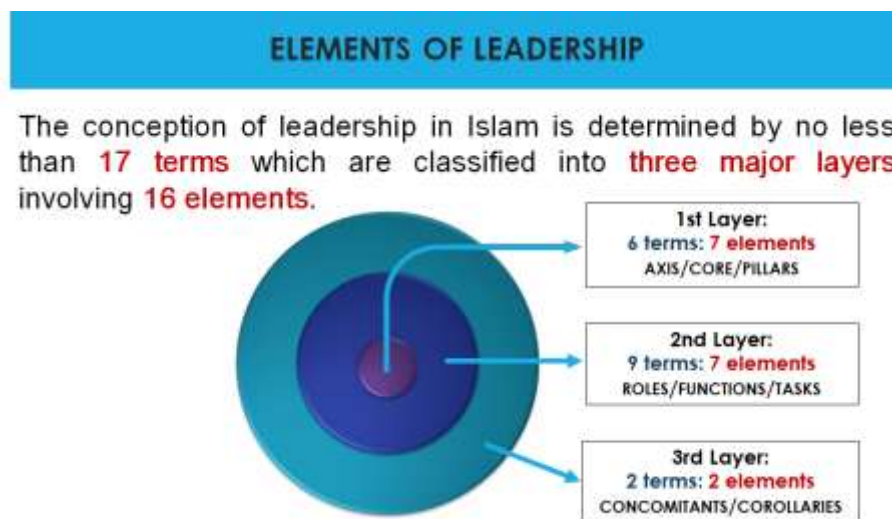 ELEMENTS OF LEADERSHIP
The conception of leadership in Islam is determined by no less
than 17 terms which are classified into three major layers
involving 16 elements.
1st Layer:
6 terms: 7 elements
AXIS/CORE/PILLARS
2nd Layer:
9 terms: 7 elements
ROLES/FUNCTIONS/TASKS
3rd Layer:
2 terms: 2 elements
CONCOMITANTS/COROLLARIES